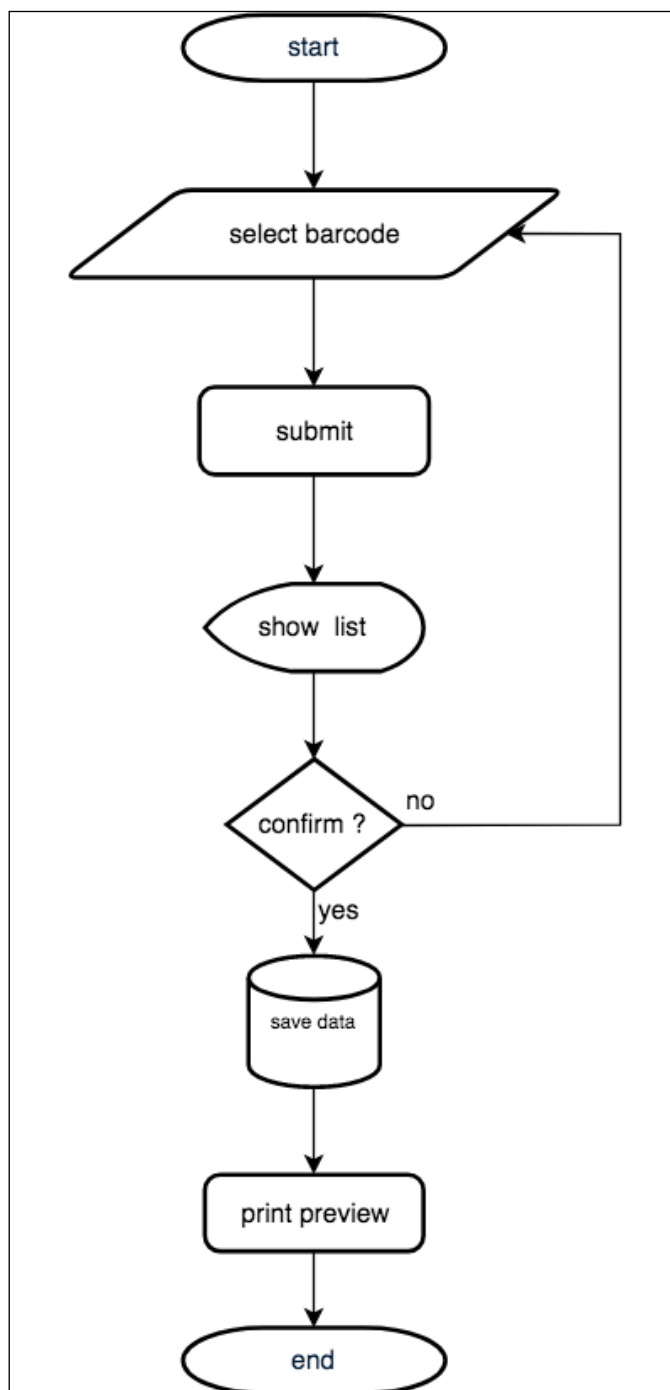 start
select barcode
submit
show list
confirm ?
no
yes
save data
print preview
end